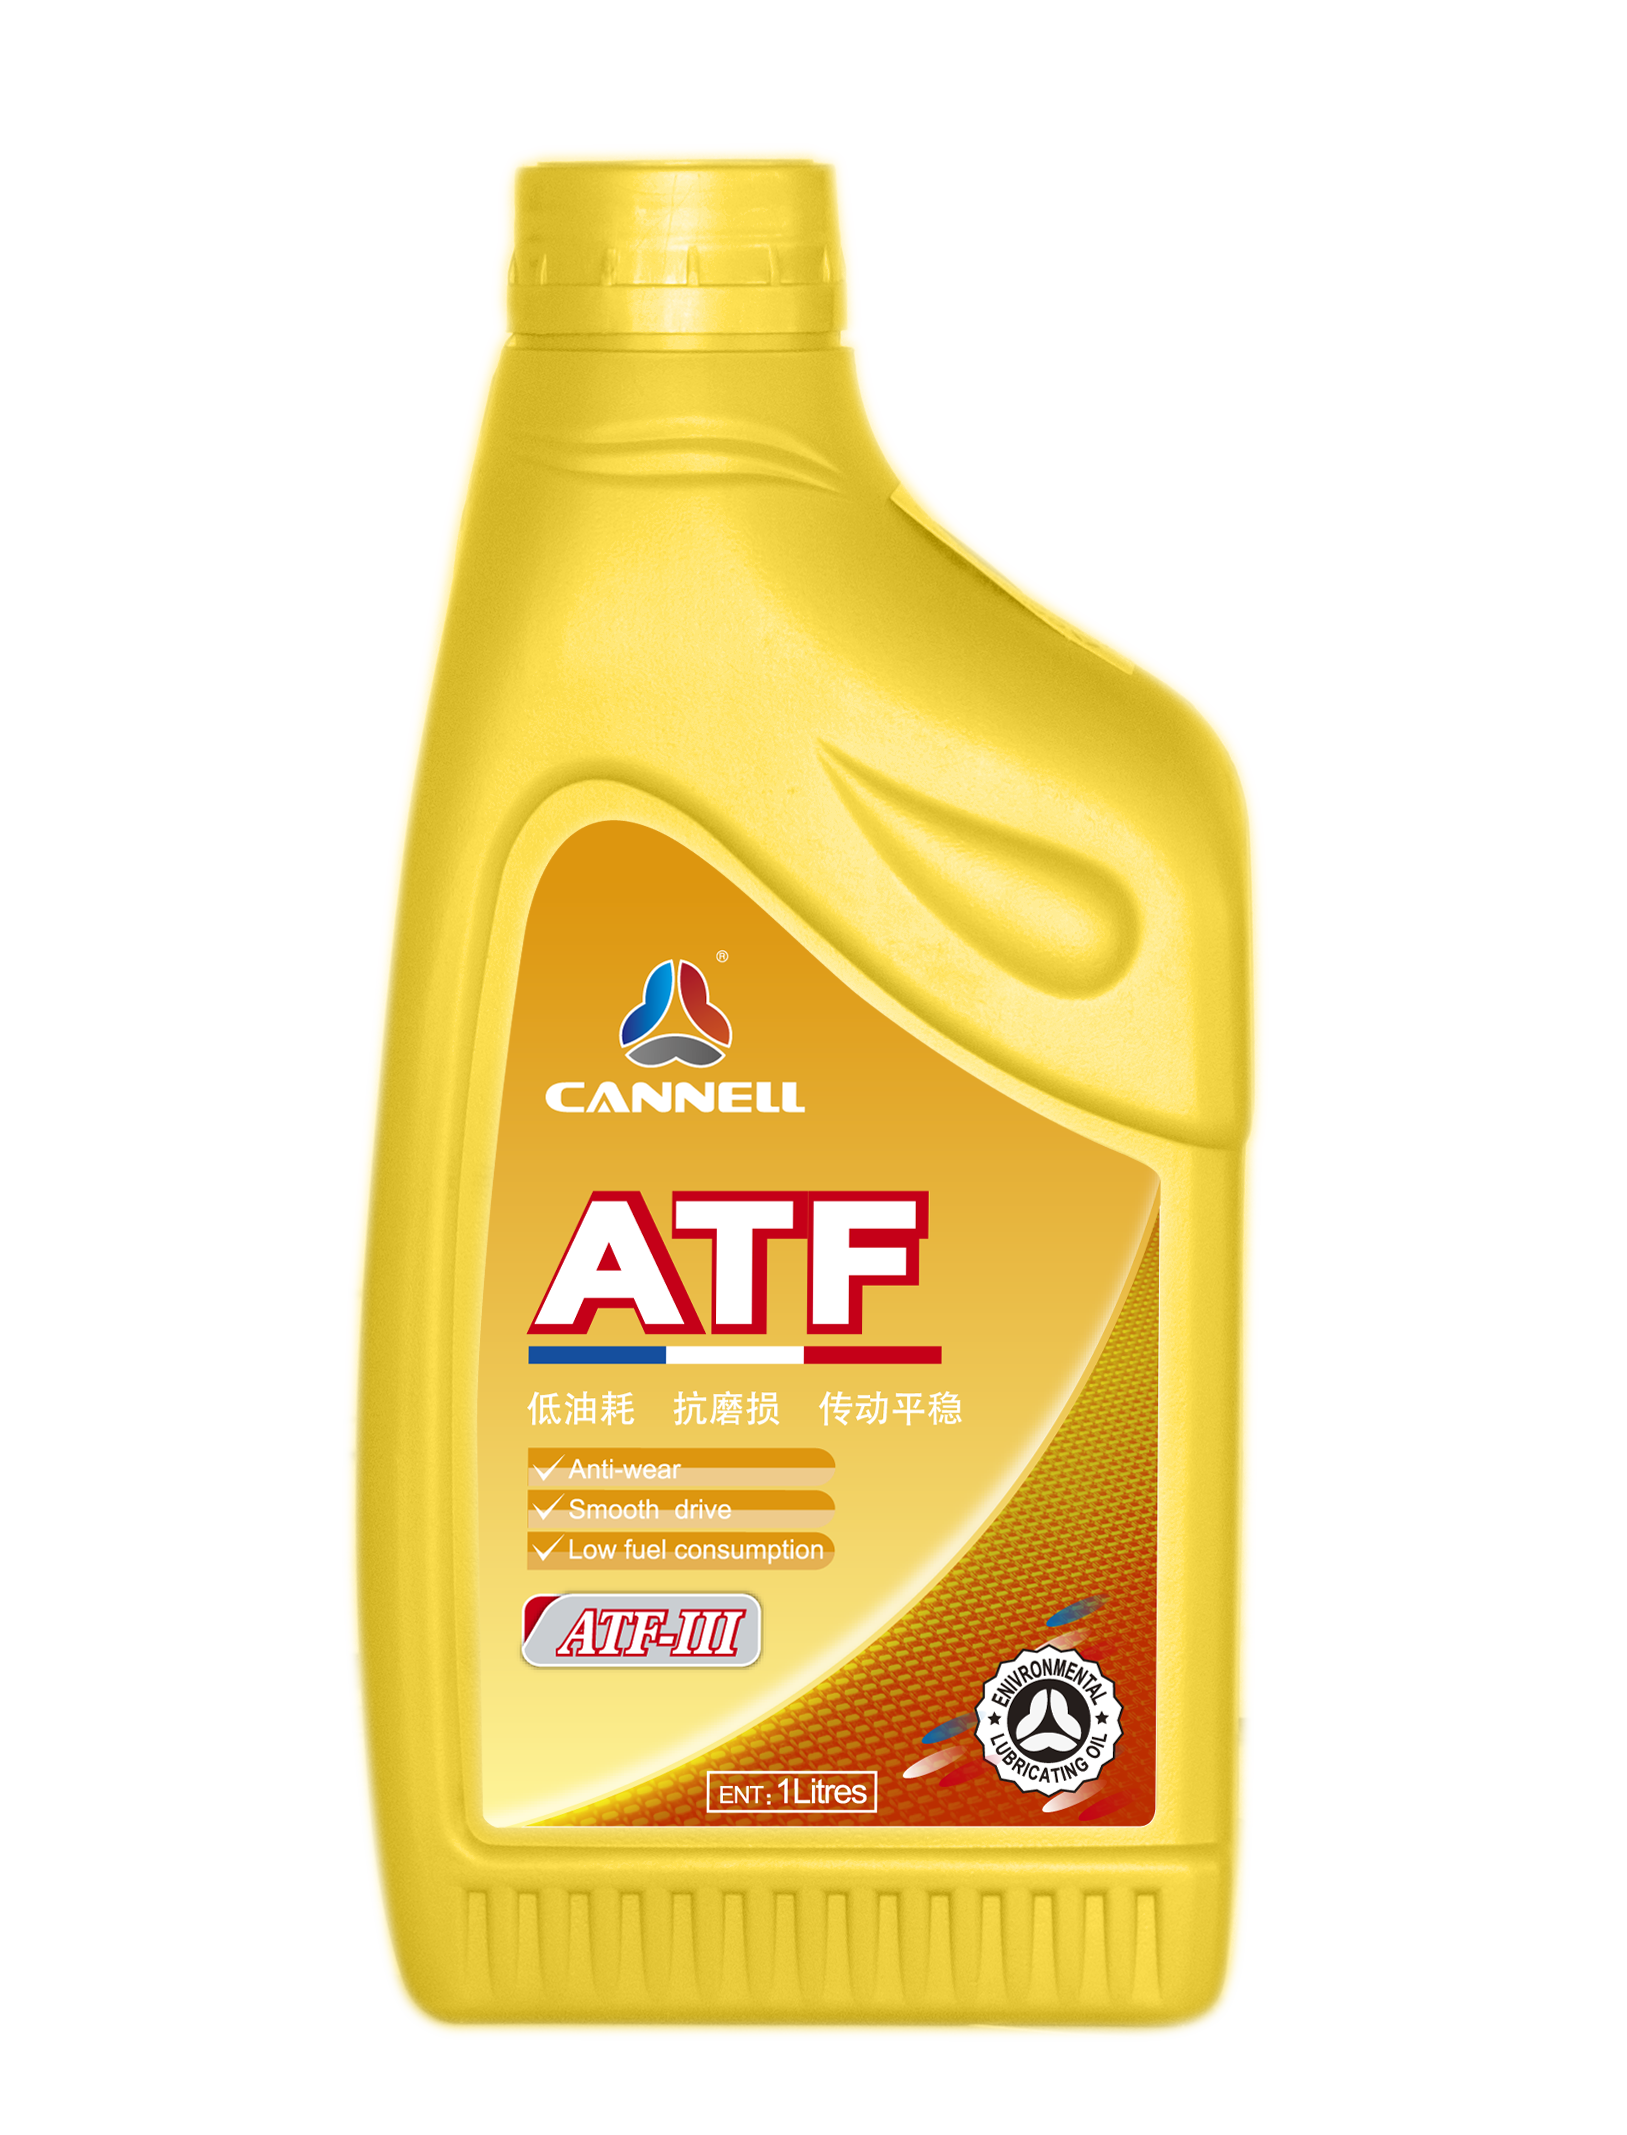 ®
CANNELL
ATF
低油耗 抗磨损 传动平稳
Anti-wear
Smooth drive
Low fuel consumption
ATF-III
ENIVRONMENTAL
LUBRICATING OIL
ENT: 1Litres